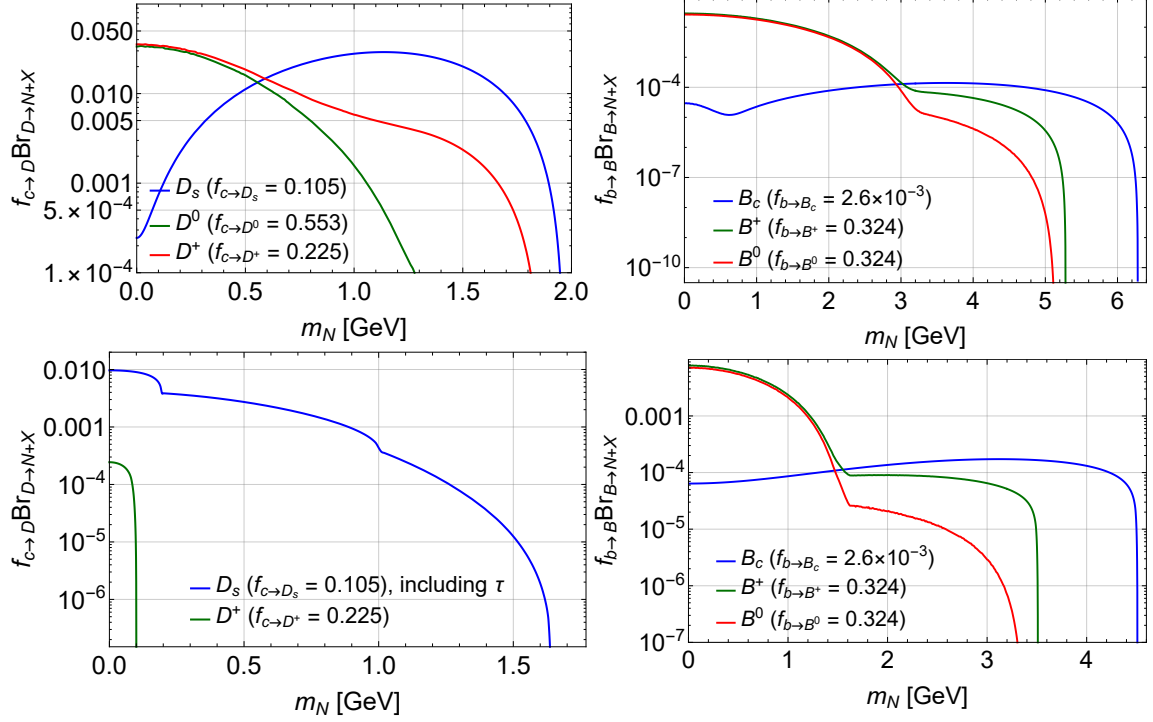 f_{c→D}Br_{D→N+X}
0.050
0.010
0.005
0.001
5.×10⁻⁴
1.×10⁻⁴
D_s (f_{c→D_s} = 0.105)
D⁰ (f_{c→D⁰} = 0.553)
D⁺ (f_{c→D⁺} = 0.225)
0.0 0.5 1.0 1.5 2.0
m_N [GeV]
f_{b→B}Br_{B→N+X}
10⁻⁴
10⁻⁷
10⁻¹⁰
B_c (f_{b→B_c} = 2.6×10⁻³)
B⁺ (f_{b→B⁺} = 0.324)
B⁰ (f_{b→B⁰} = 0.324)
0 1 2 3 4 5 6
m_N [GeV]
f_{c→D}Br_{D→N+X}
0.010
0.001
10⁻⁴
10⁻⁵
10⁻⁶
D_s (f_{c→D_s} = 0.105), including τ
D⁺ (f_{c→D⁺} = 0.225)
0.0 0.5 1.0 1.5
m_N [GeV]
f_{b→B}Br_{B→N+X}
0.001
10⁻⁴
10⁻⁵
10⁻⁶
10⁻⁷
B_c (f_{b→B_c} = 2.6×10⁻³)
B⁺ (f_{b→B⁺} = 0.324)
B⁰ (f_{b→B⁰} = 0.324)
0 1 2 3 4
m_N [GeV]